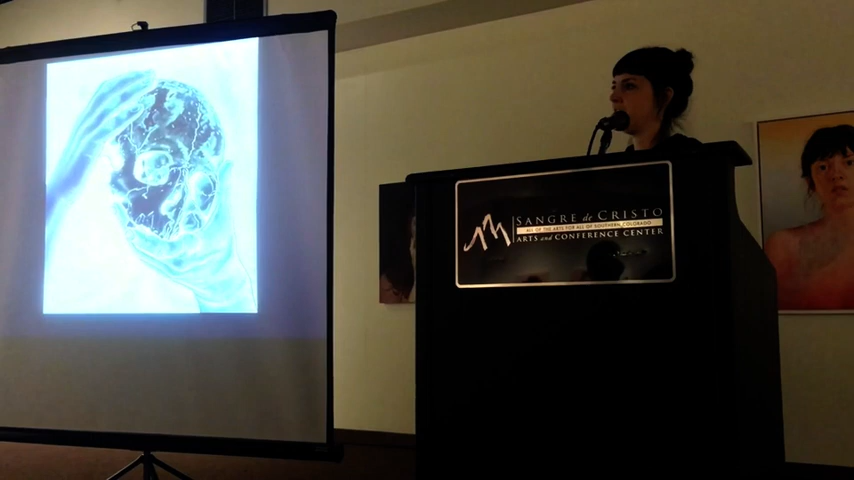 SANGRE de CRISTO
ALL OF THE ARTS FOR ALL OF SOUTHERN COLORADO
ARTS and CONFERENCE CENTER